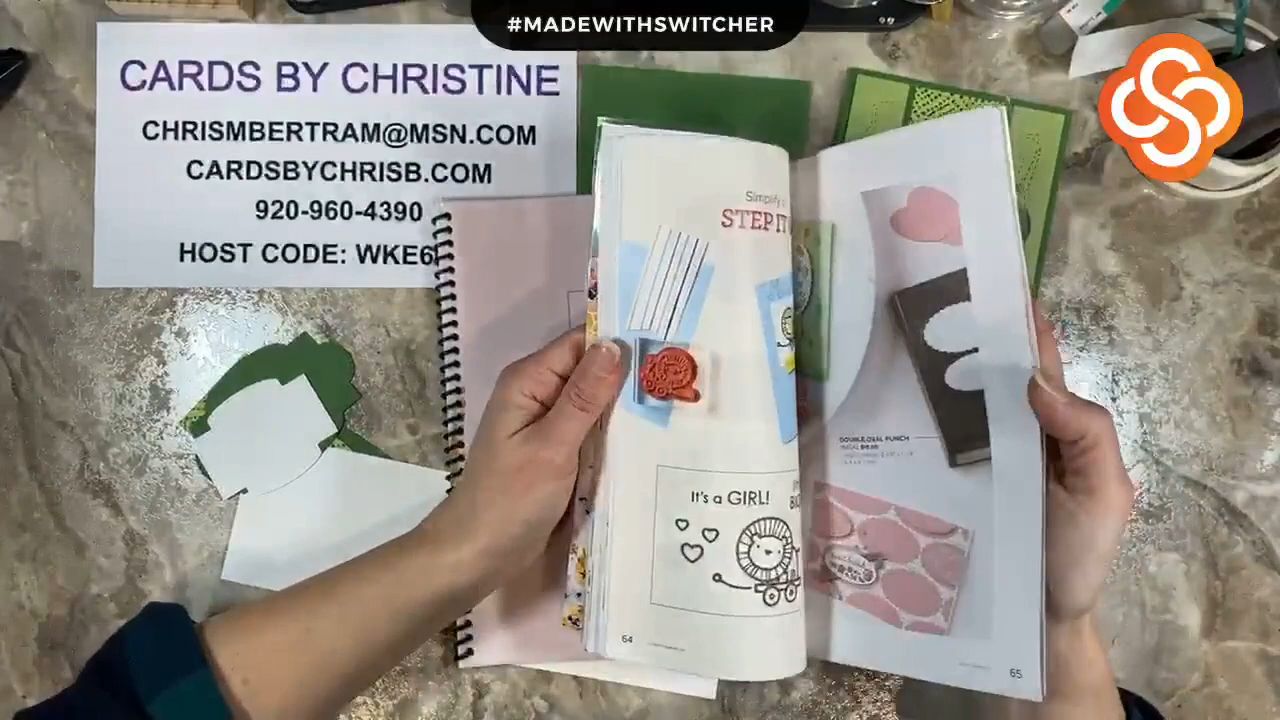 #MADEWITHSWITCHER
CARDS BY CHRISTINE
CHRISMBERTRAM@MSN.COM
CARDSBYCHRISB.COM
920-960-4390
HOST CODE: WKE6
Simplify
STEP IT
It's a GIRL!
64
DOUBLE OVAL PUNCH
65